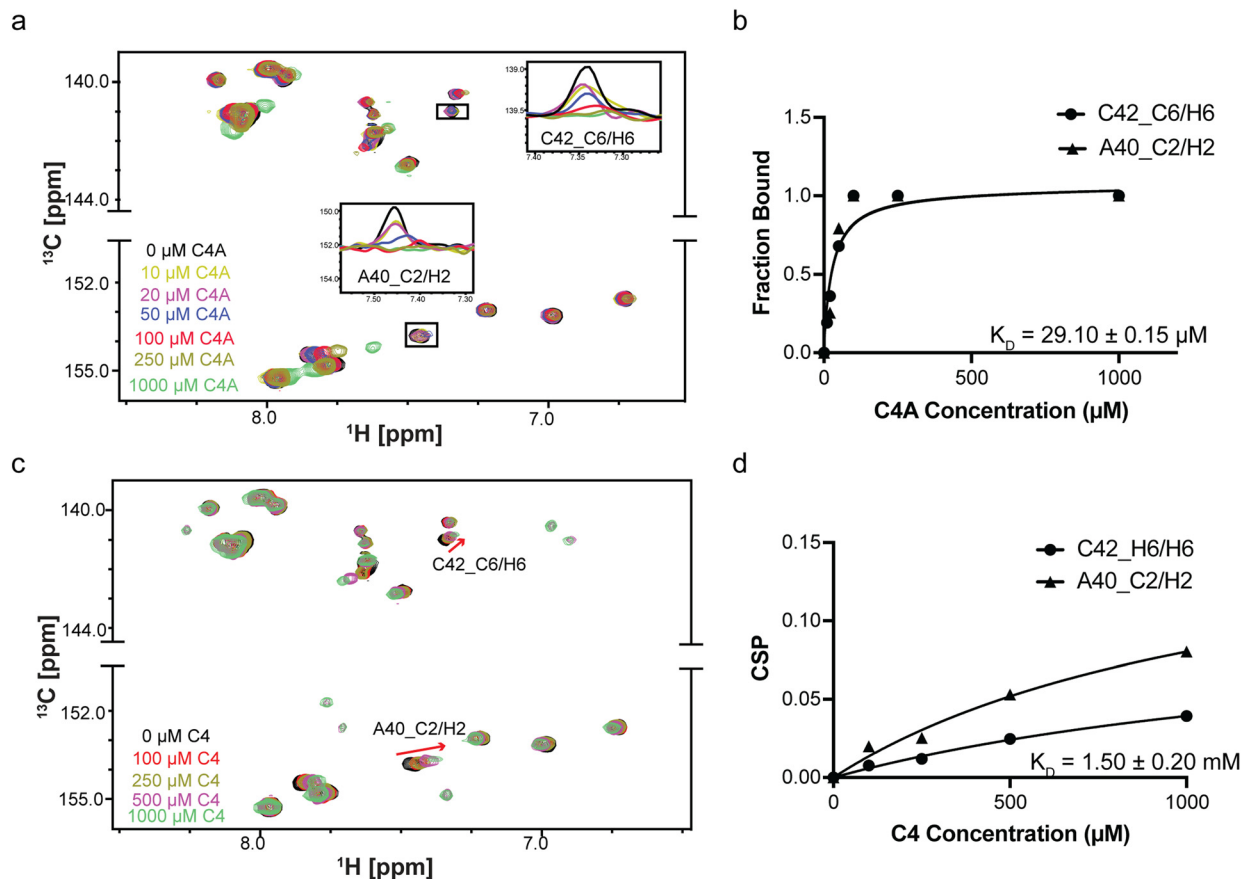 a
140.0
144.0
152.0
155.0
¹³C [ppm]
139.0
139.5
C42_C6/H6
7.40
7.30
150.0
152.0
154.0
A40_C2/H2
7.50
7.40
7.30
0 µM C4A
10 µM C4A
20 µM C4A
50 µM C4A
100 µM C4A
250 µM C4A
1000 µM C4A
8.0
7.0
¹H [ppm]
b
C42_C6/H6
A40_C2/H2
1.5
1.0
0.5
0.0
Fraction Bound
K_D = 29.10 ± 0.15 µM
0
500
1000
C4A Concentration (µM)
c
140.0
144.0
152.0
155.0
¹³C [ppm]
C42_C6/H6
A40_C2/H2
0 µM C4
100 µM C4
250 µM C4
500 µM C4
1000 µM C4
8.0
7.0
¹H [ppm]
d
C42_H6/H6
A40_C2/H2
0.15
0.10
0.05
0.00
CSP
K_D = 1.50 ± 0.20 mM
0
500
1000
C4 Concentration (µM)